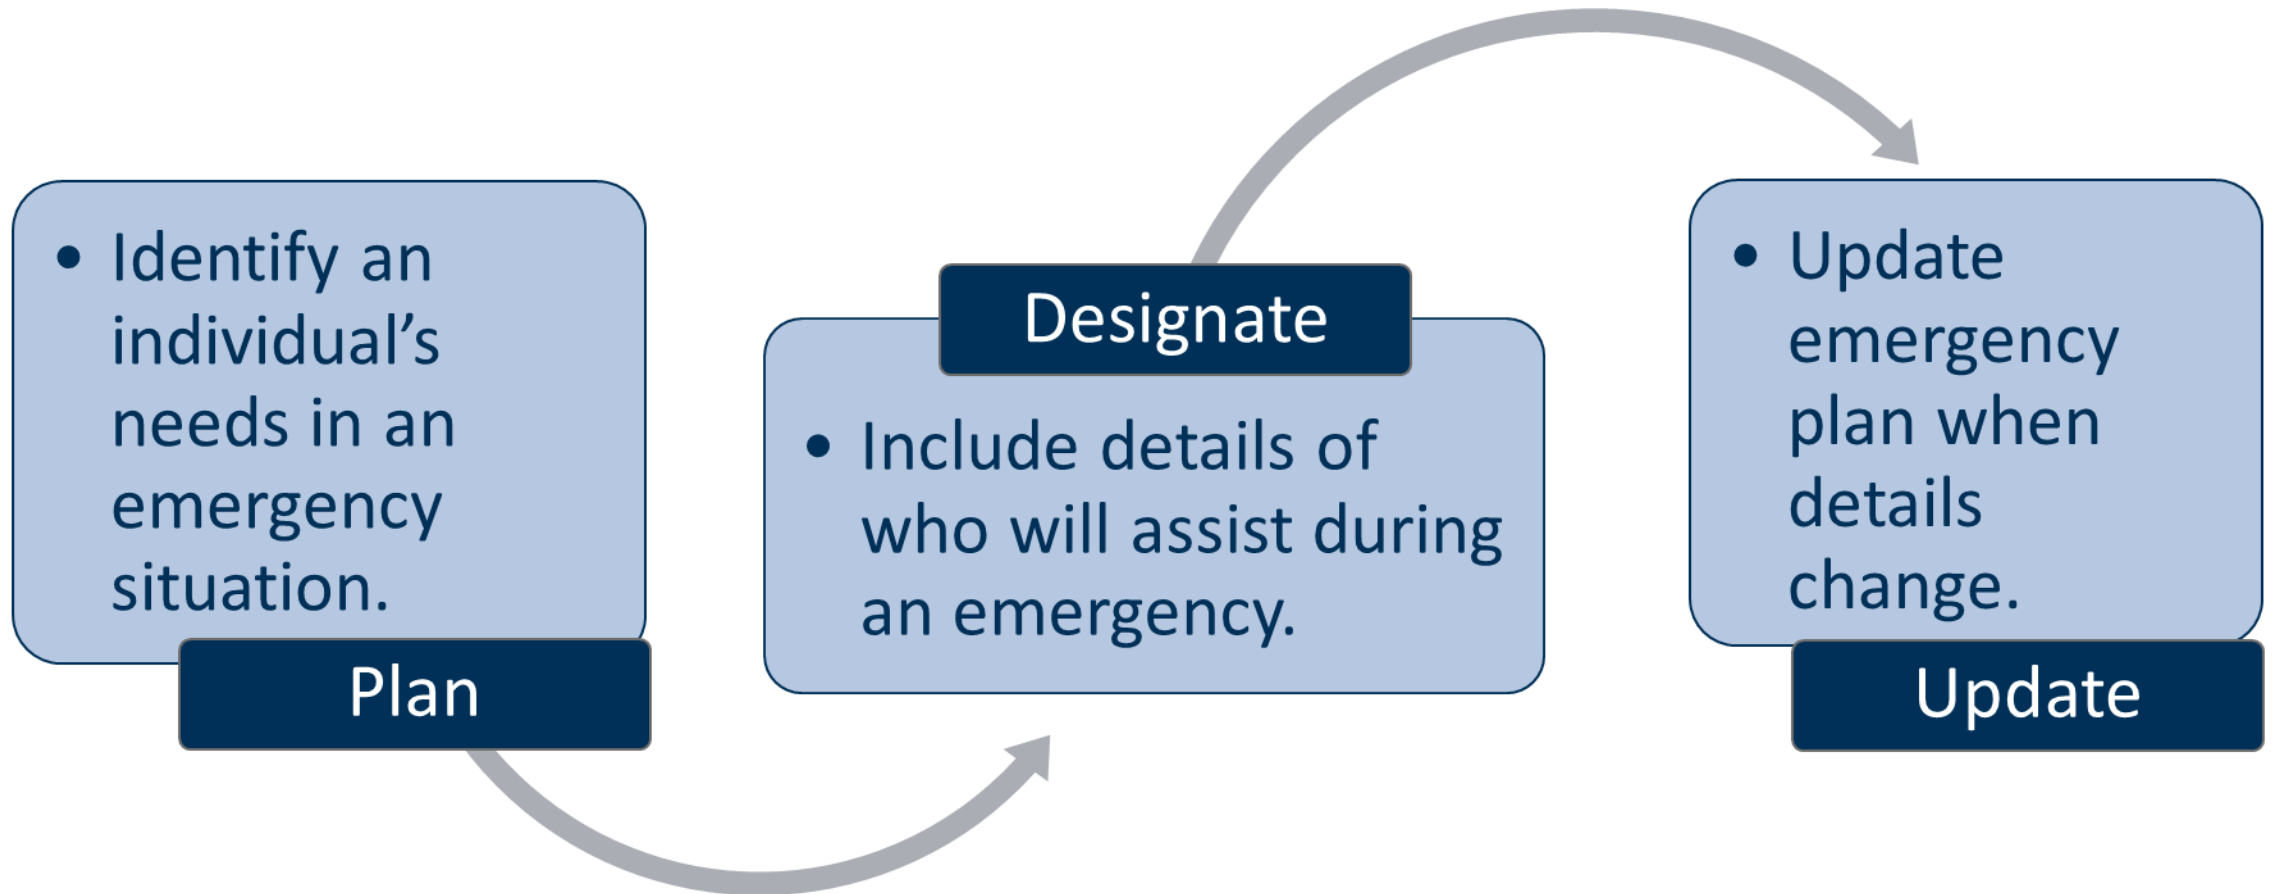 • Identify an
individual’s
needs in an
emergency
situation.
Plan
Designate
• Include details of
who will assist during
an emergency.
• Update
emergency
plan when
details
change.
Update